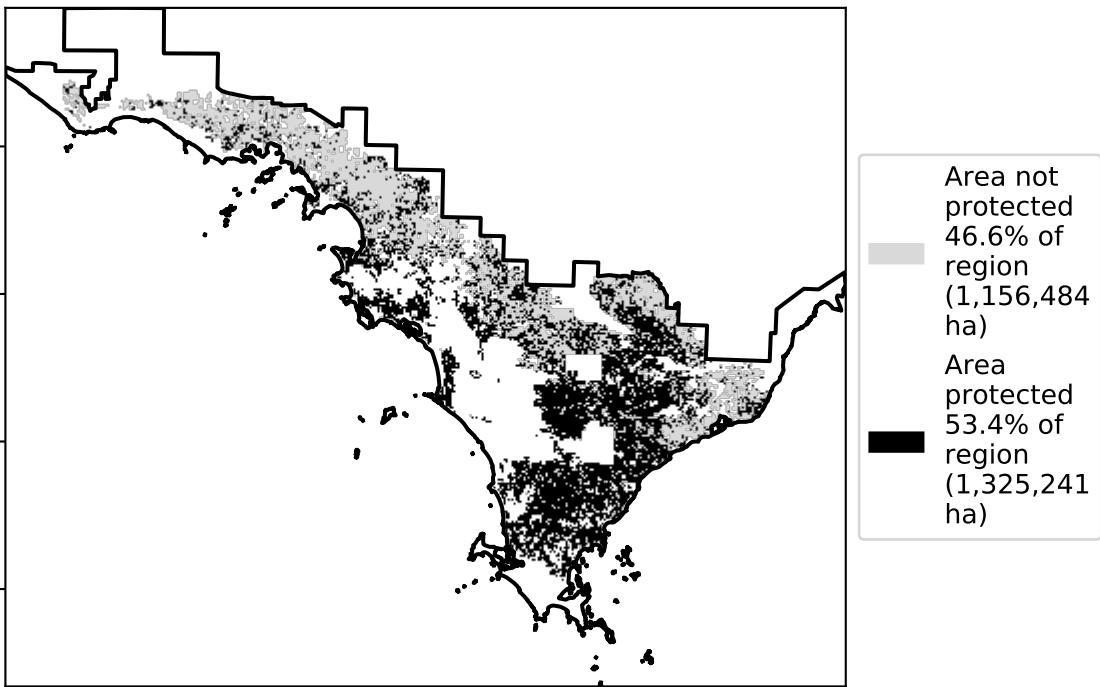 Area not
protected
46.6% of
region
(1,156,484
ha)
Area
protected
53.4% of
region
(1,325,241
ha)